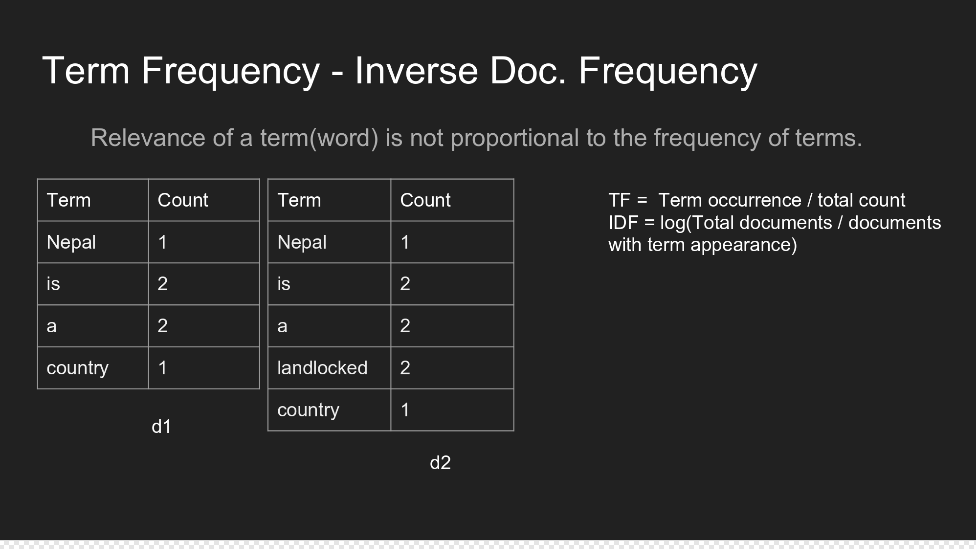 Term Frequency - Inverse Doc. Frequency
Relevance of a term(word) is not proportional to the frequency of terms.
Term Count
Nepal 1
is 2
a 2
country 1
d1
Term Count
Nepal 1
is 2
a 2
landlocked 2
country 1
d2
TF =  Term occurrence / total count
IDF = log(Total documents / documents
with term appearance)